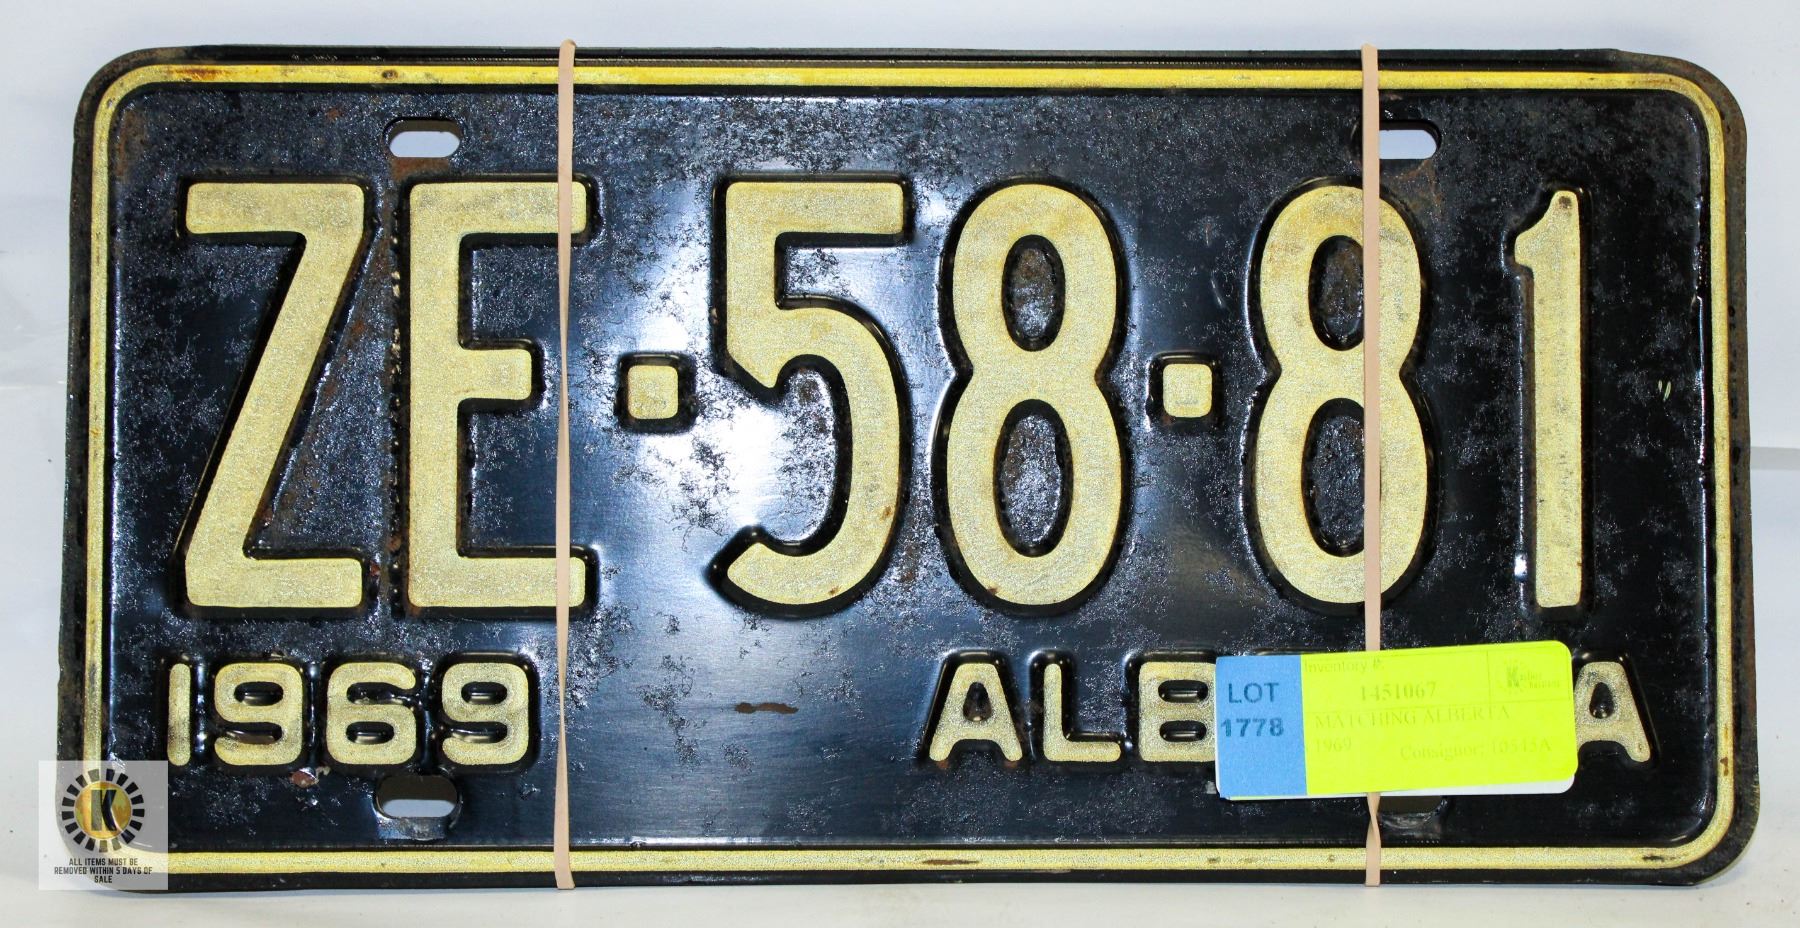 ZE·58·81
1969 ALB A
LOT 1778
Inventory #:
1451067
MATCHING ALBERTA
1969 Consignor: 10545A
K
ALL ITEMS MUST BE
REMOVED WITHIN 5 DAYS OF
SALE